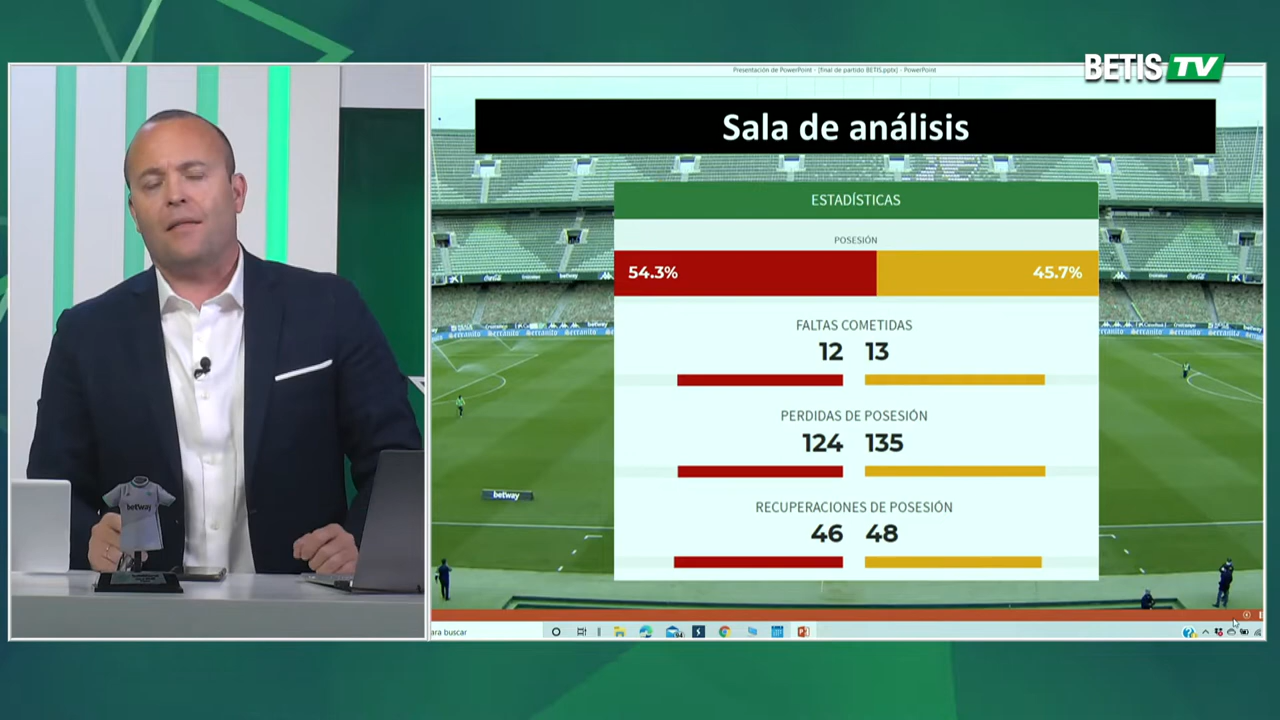 Presentación de PowerPoint - [final de partido BETIS.pptx] - PowerPoint
BETIS TV
Sala de análisis
ESTADÍSTICAS
POSESIÓN
54.3% 45.7%
FALTAS COMETIDAS
12 13
PERDIDAS DE POSESIÓN
124 135
RECUPERACIONES DE POSESIÓN
46 48
betway
betway
ara buscar